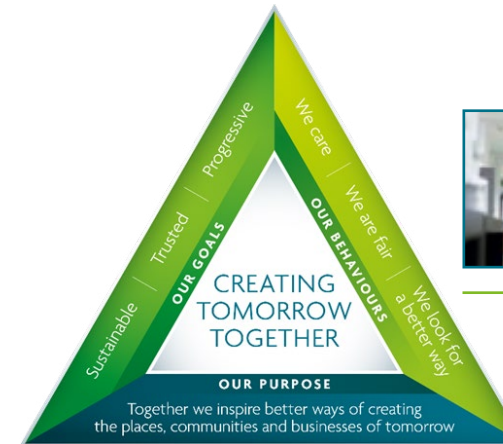 Sustainable | Trusted | Progressive
OUR GOALS
We care | We are fair | We look for
a better way
OUR BEHAVIOURS
CREATING
TOMORROW
TOGETHER
OUR PURPOSE
Together we inspire better ways of creating
the places, communities and businesses of tomorrow